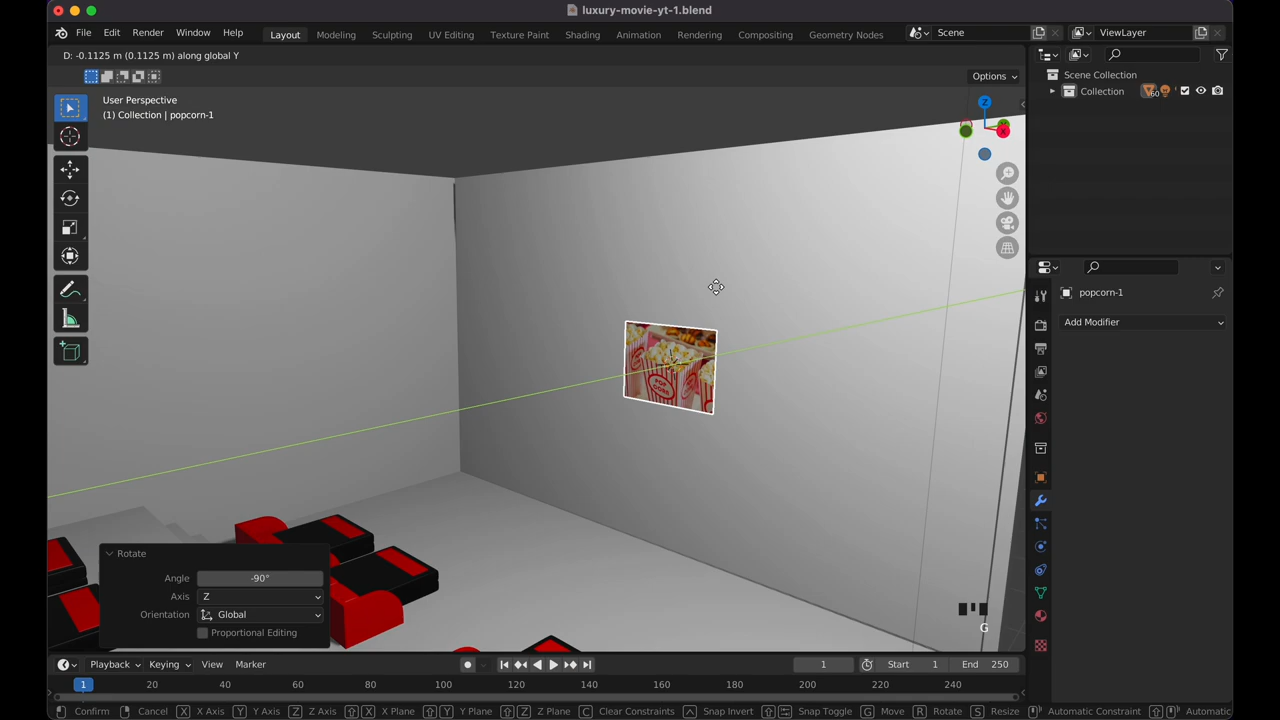 luxury-movie-yt-1.blend
File Edit Render Window Help Layout Modeling Sculpting UV Editing Texture Paint Shading Animation Rendering Compositing Geometry Nodes Scene ViewLayer
D: -0.1125 m (0.1125 m) along global Y
Options
Scene Collection
User Perspective
Collection 60
(1) Collection | popcorn-1
Z
X
popcorn-1
Add Modifier
POP
CORN
Rotate
Angle -90°
Axis Z
Orientation Global
Proportional Editing
G
Playback Keying View Marker 1 Start 1 End 250
1 20 40 60 80 100 120 140 160 180 200 220 240
Confirm Cancel X X Axis Y Y Axis Z Z Axis X X Plane Y Y Plane Z Z Plane C Clear Constraints Snap Invert Snap Toggle G Move R Rotate S Resize Automatic Constraint Automatic